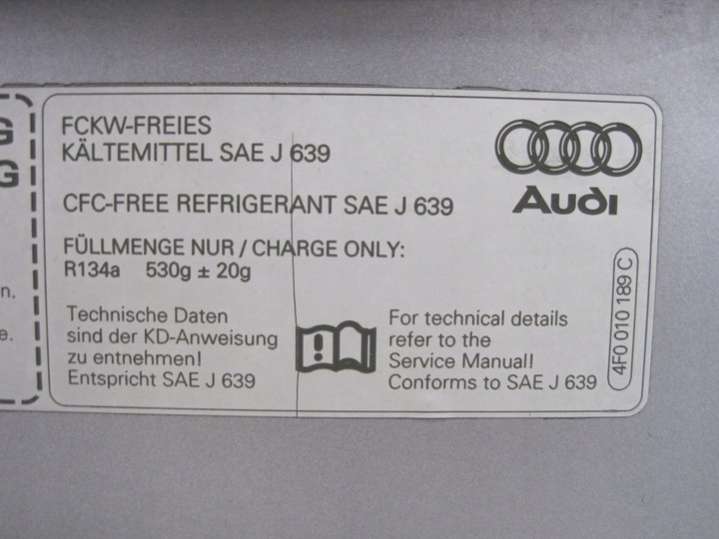 G
G
n.
e.
FCKW-FREIES
KÄLTEMITTEL SAE J 639
CFC-FREE REFRIGERANT SAE J 639
FÜLLMENGE NUR / CHARGE ONLY:
R134a 530g ± 20g
Technische Daten
sind der KD-Anweisung
zu entnehmen!
Entspricht SAE J 639
For technical details
refer to the
Service Manual!
Conforms to SAE J 639
Audi
4F0 010 189 C